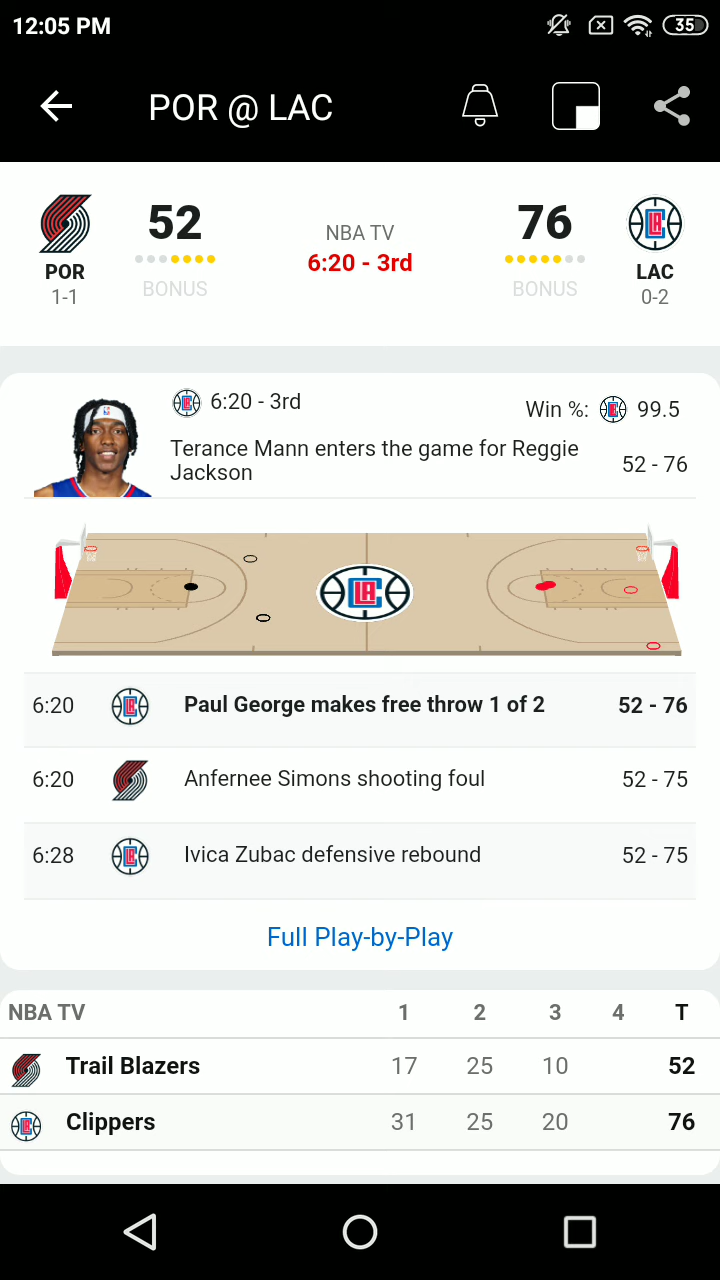 12:05 PM
35
POR @ LAC
52
76
NBA TV
6:20 - 3rd
POR
1-1
BONUS
BONUS
LAC
0-2
6:20 - 3rd
Win %:
99.5
Terance Mann enters the game for Reggie
Jackson
52 - 76
6:20
Paul George makes free throw 1 of 2
52 - 76
6:20
Anfernee Simons shooting foul
52 - 75
6:28
Ivica Zubac defensive rebound
52 - 75
Full Play-by-Play
NBA TV 1 2 3 4 T
Trail Blazers 17 25 10 52
Clippers 31 25 20 76